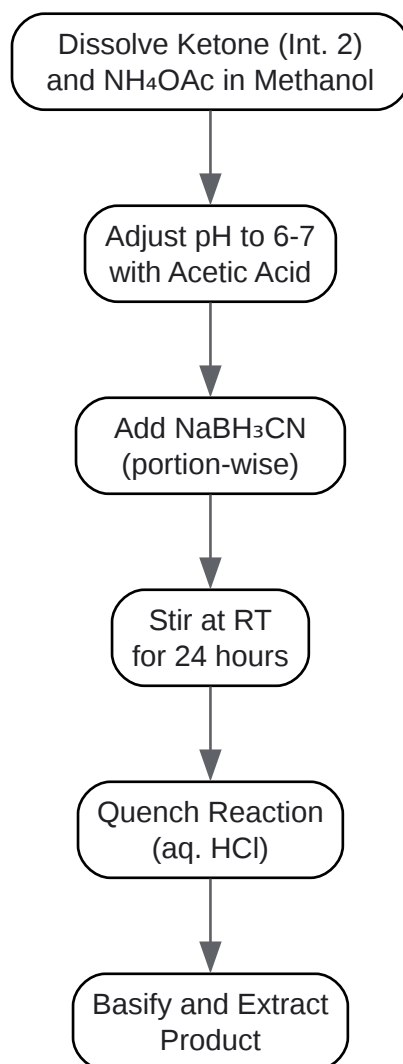 Dissolve Ketone (Int. 2)
and NH₄OAc in Methanol
Adjust pH to 6-7
with Acetic Acid
Add NaBH₃CN
(portion-wise)
Stir at RT
for 24 hours
Quench Reaction
(aq. HCl)
Basify and Extract
Product